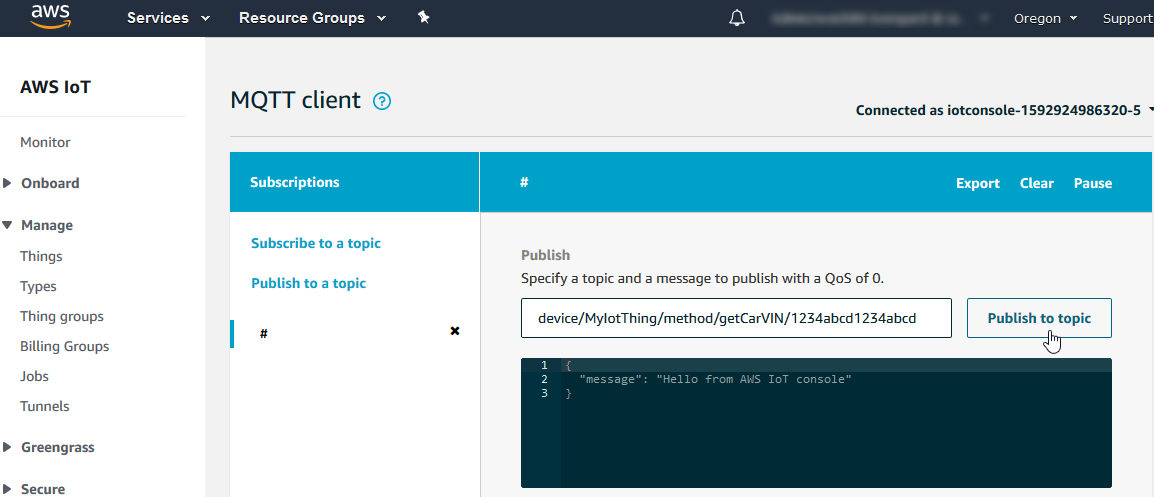 aws Services Resource Groups Oregon Support
AWS IoT
Monitor
Onboard
Manage
Things
Types
Thing groups
Billing Groups
Jobs
Tunnels
Greengrass
Secure
MQTT client ?
Connected as iotconsole-1592924986320-5
Subscriptions
Subscribe to a topic
Publish to a topic
#
#
Export Clear Pause
Publish
Specify a topic and a message to publish with a QoS of 0.
device/MyIotThing/method/getCarVIN/1234abcd1234abcd
Publish to topic
1 {
2 "message": "Hello from AWS IoT console"
3 }